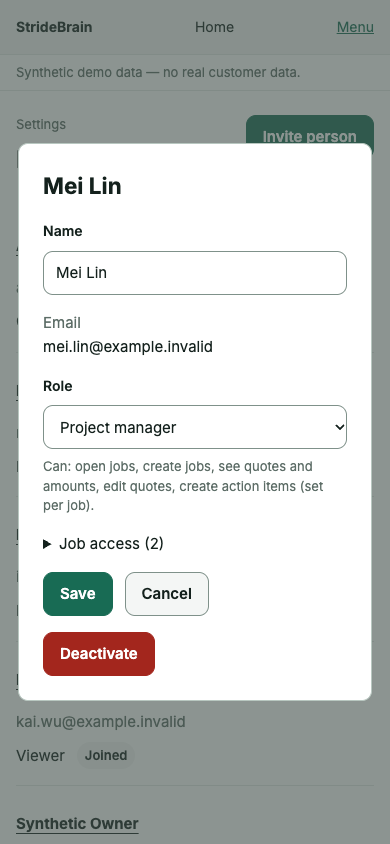 StrideBrain
Home
Menu
Synthetic demo data — no real customer data.
Settings
Invite person
Mei Lin
Name
Mei Lin
Email
mei.lin@example.invalid
Role
Project manager
Can: open jobs, create jobs, see quotes and
amounts, edit quotes, create action items (set
per job).
Job access (2)
Save
Cancel
Deactivate
kai.wu@example.invalid
Viewer
Joined
Synthetic Owner